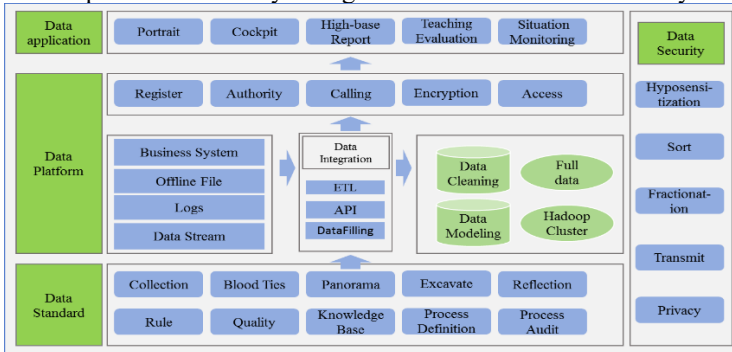 Data
application
Portrait
Cockpit
High-base
Report
Teaching
Evaluation
Situation
Monitoring
Data
Platform
Register
Authority
Calling
Encryption
Access
Business System
Offline File
Logs
Data Stream
Data
Integration
ETL
API
DataFilling
Data
Cleaning
Full
data
Data
Modeling
Hadoop
Cluster
Data
Standard
Collection
Blood Ties
Panorama
Excavate
Reflection
Rule
Quality
Knowledge
Base
Process
Definition
Process
Audit
Data
Security
Hyposensi-
tization
Sort
Fractionat-
ion
Transmit
Privacy